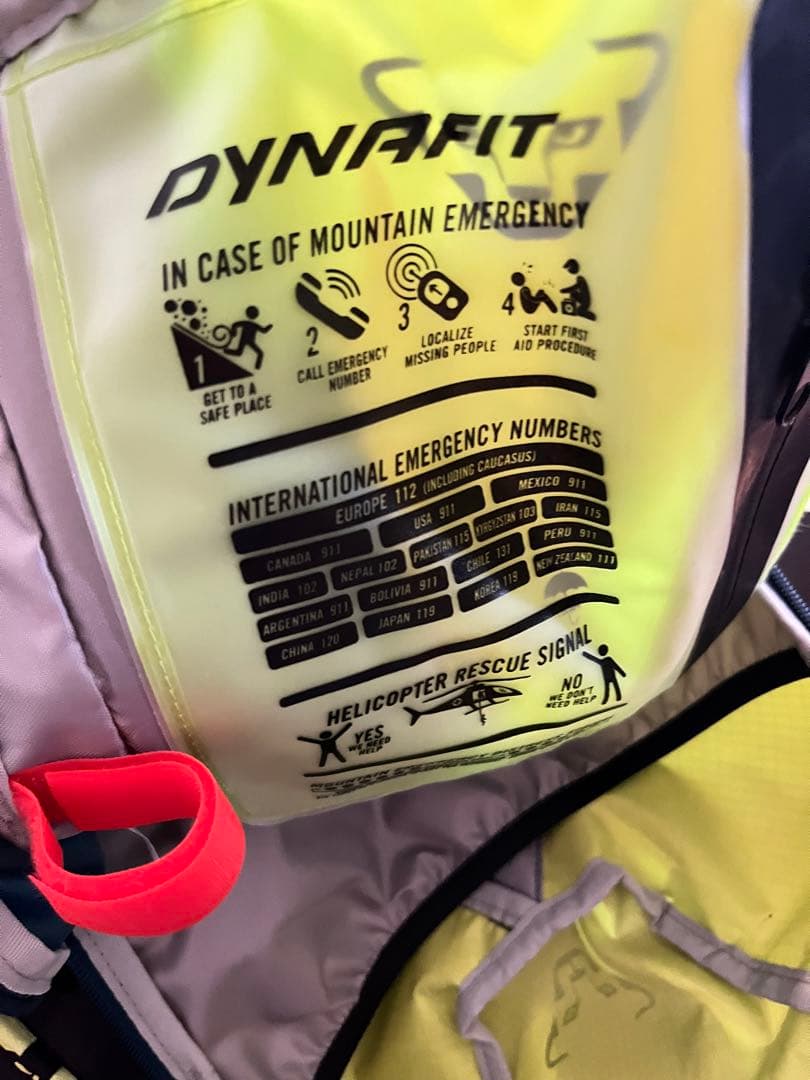 DYNAFIT
IN CASE OF MOUNTAIN EMERGENCY
1
GET TO A
SAFE PLACE
2
CALL EMERGENCY
NUMBER
3
LOCALIZE
MISSING PEOPLE
4
START FIRST
AID PROCEDURE
INTERNATIONAL EMERGENCY NUMBERS
EUROPE 112 (INCLUDING CAUCASUS)
CANADA 911 USA 911 MEXICO 911
INDIA 102 NEPAL 102 PAKISTAN 115 KYRGYZSTAN 103 IRAN 115
ARGENTINA 911 BOLIVIA 911 CHILE 131 PERU 911
CHINA 120 JAPAN 119 KOREA 119 NEW ZEALAND 111
HELICOPTER RESCUE SIGNAL
YES
WE NEED
HELP
NO
WE DON'T
NEED HELP
MOUNTAIN EMERGENCY